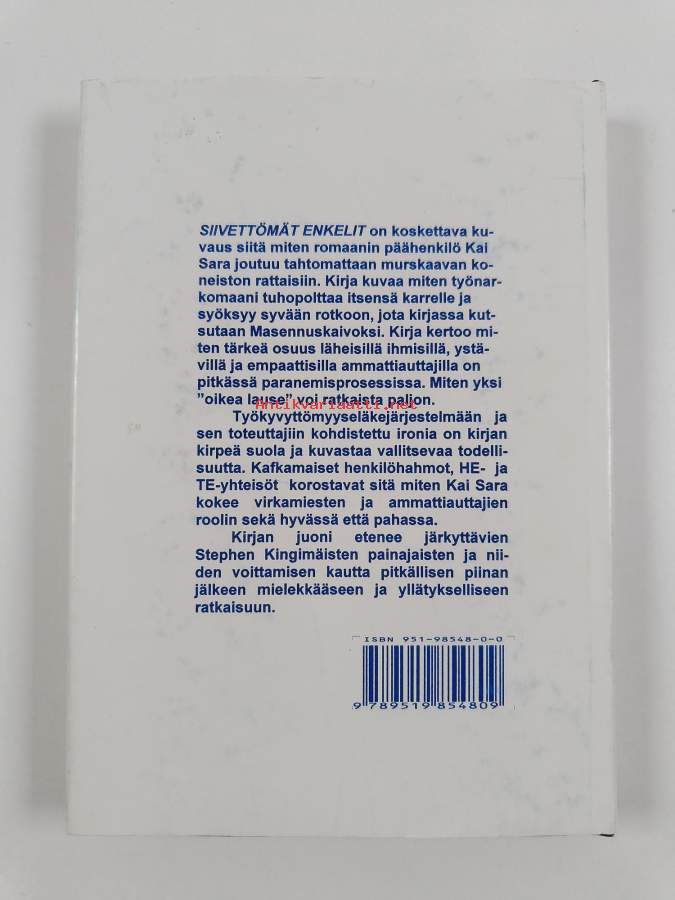 SIIVETTÖMÄT ENKELIT on koskettava ku-
vaus siitä miten romaanin päähenkilö Kai
Sara joutuu tahtomattaan murskaavan ko-
neiston rattaisiin. Kirja kuvaa miten työnar-
komaani tuhopolttaa itsensä karrelle ja
syöksyy syvään rotkoon, jota kirjassa kut-
sutaan Masennuskaivoksi. Kirja kertoo mi-
ten tärkeä osuus läheisillä ihmisillä, ystä-
villä ja empaattisilla ammattiauttajilla on
pitkässä paranemisprosessissa. Miten yksi
”oikea lause” voi ratkaista paljon.
Antikvariaatti.net
Työkyvyttömyyseläkejärjestelmään ja
sen toteuttajiin kohdistettu ironia on kirjan
kirpeä suola ja kuvastaa vallitsevaa todelli-
suutta. Kafkamaiset henkilöhahmot, HE- ja
TE-yhteisöt korostavat sitä miten Kai Sara
kokee virkamiesten ja ammattiauttajien
roolin sekä hyvässä että pahassa.
Kirjan juoni etenee järkyttävien
Stephen Kingimäisten painajaisten ja nii-
den voittamisen kautta pitkällisen piinan
jälkeen mielekkääseen ja yllätykselliseen
ratkaisuun.
ISBN 951-98548-0-0
9 789519 854809